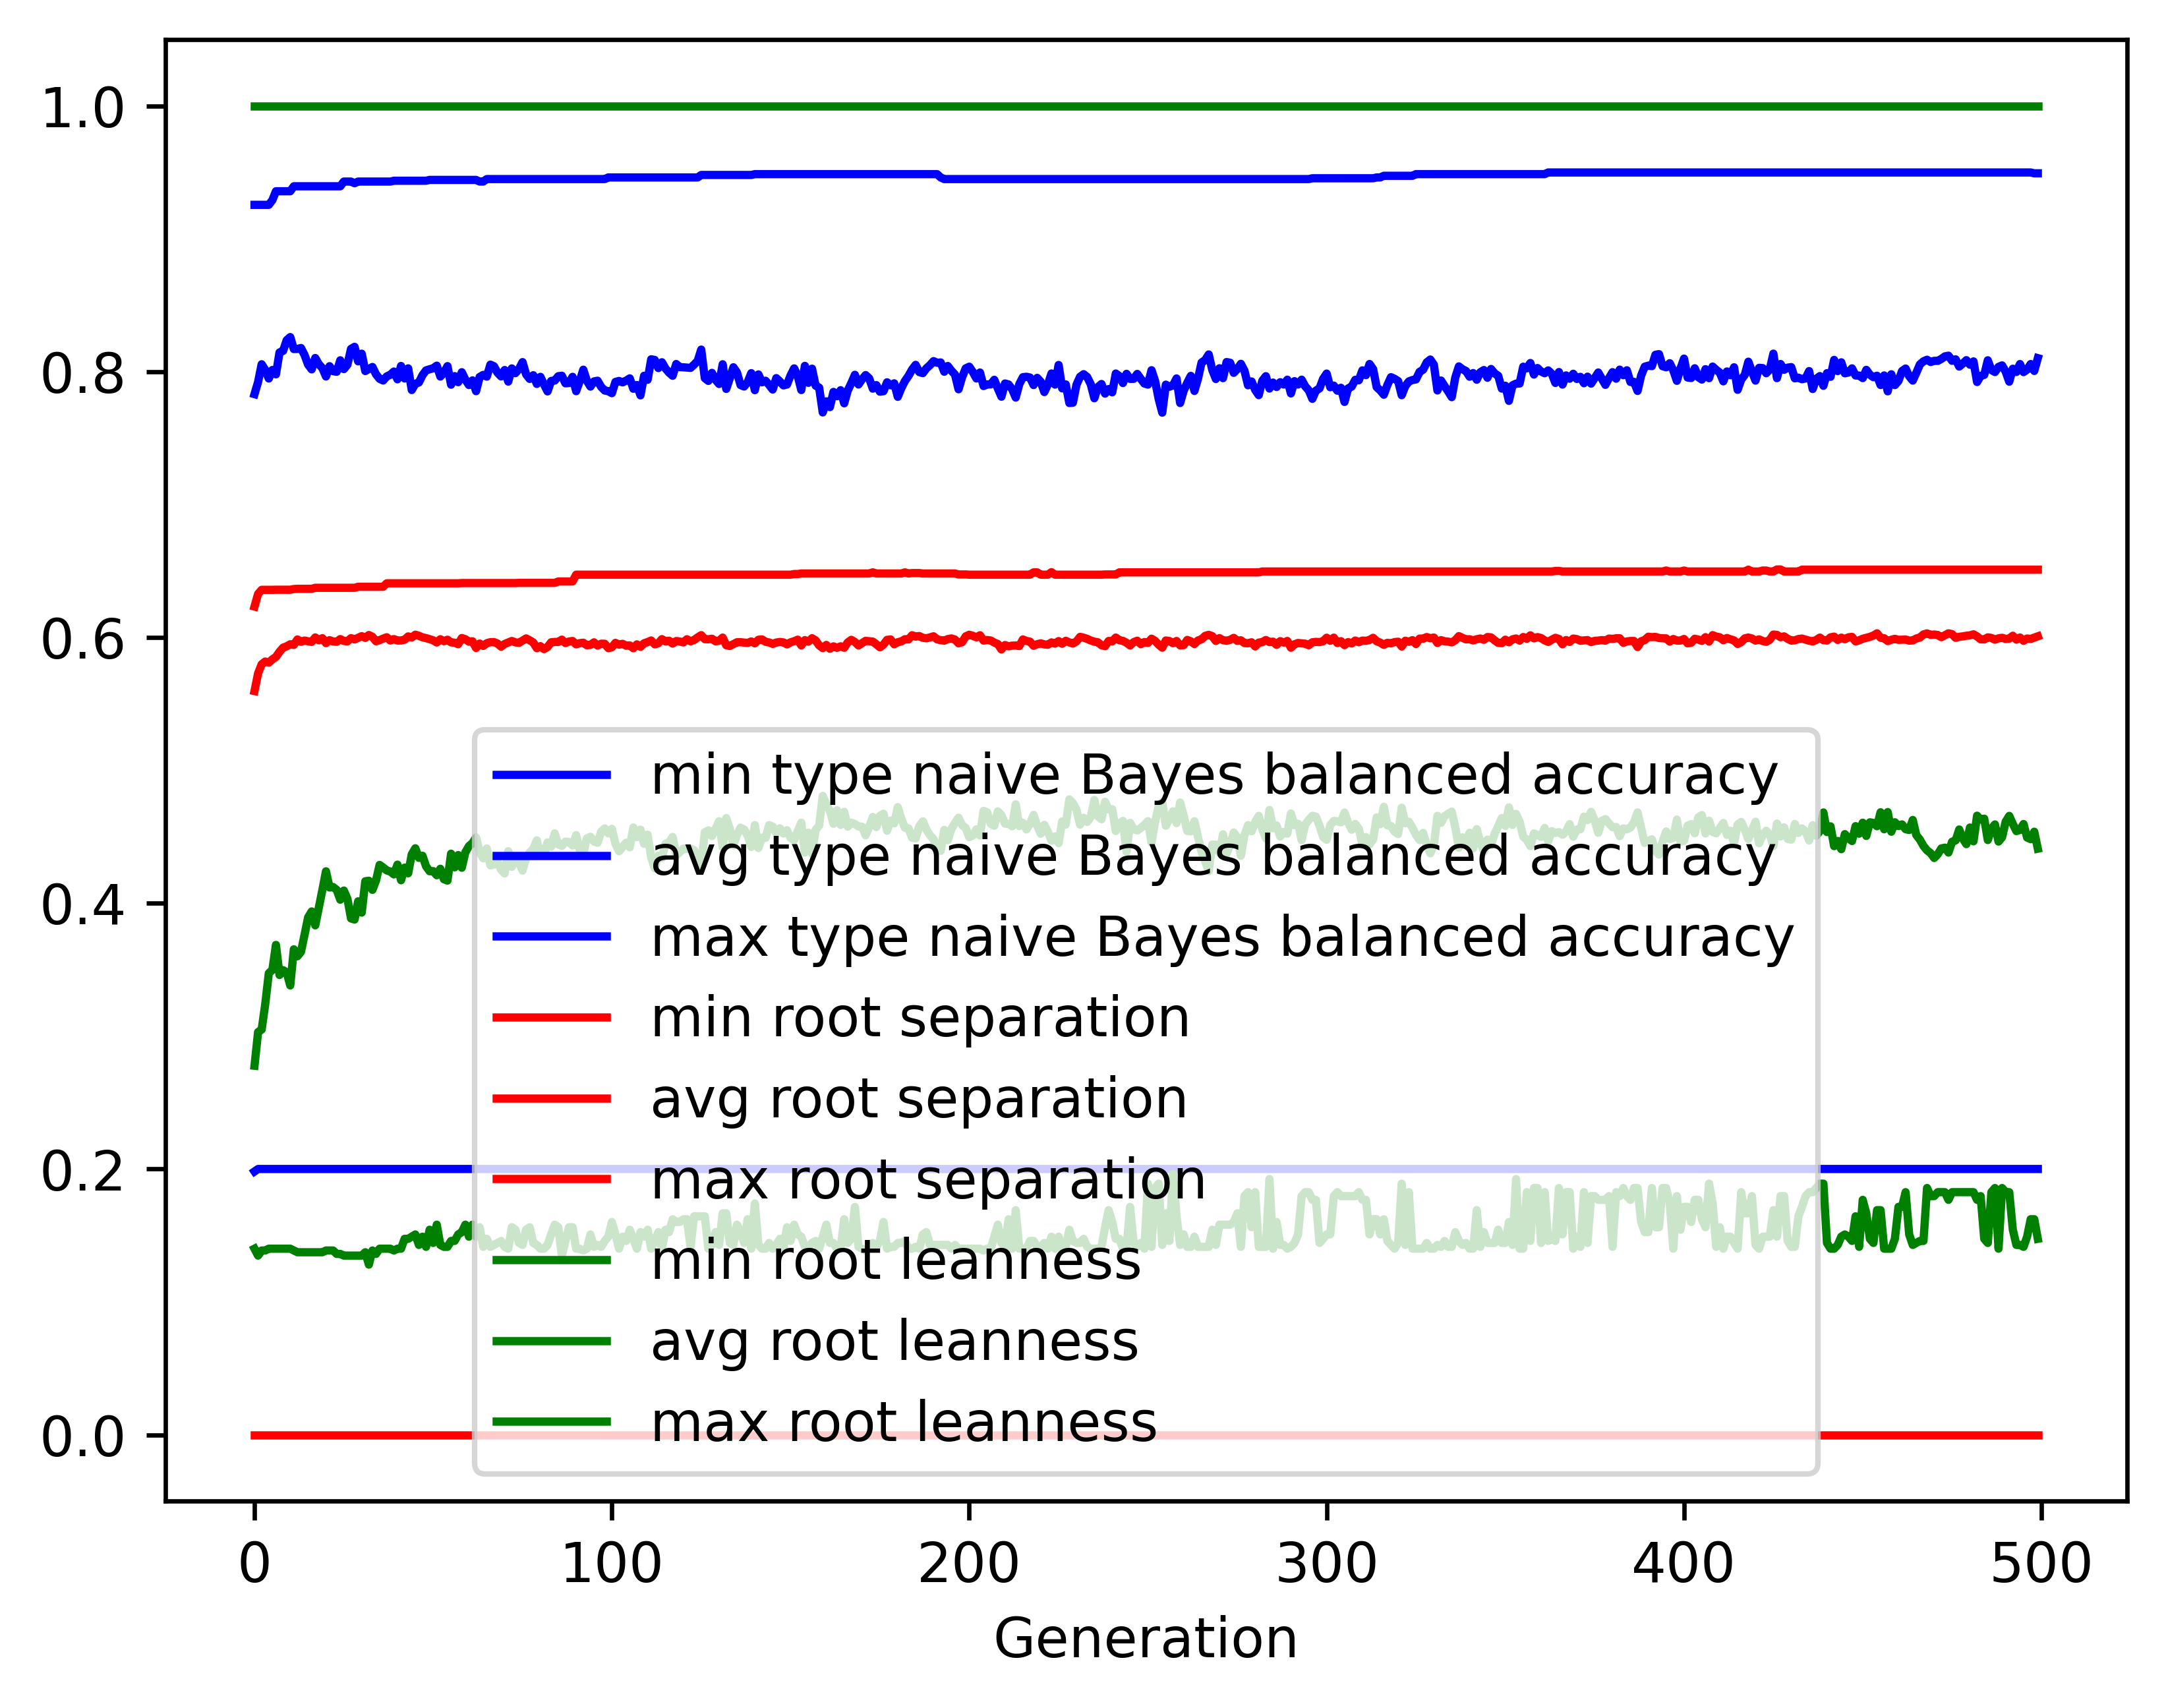 1.0
0.8
0.6
0.4
0.2
0.0
min type naive Bayes balanced accuracy
avg type naive Bayes balanced accuracy
max type naive Bayes balanced accuracy
min root separation
avg root separation
max root separation
min root leanness
avg root leanness
max root leanness
0 100 200 300 400 500
Generation